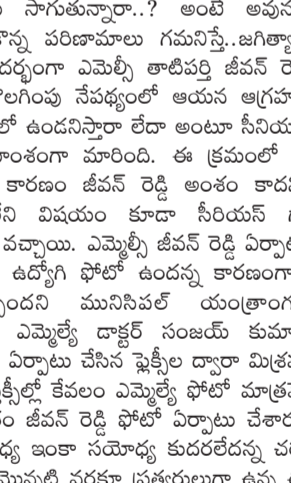 సాగుతున్నారా..? అంటే అవున
కొన్న పరిణామాలు గమనిస్తే..జగిత్యా
దర్భంగా ఎమెల్సీ తాటిపర్తి జీవన్ రె
లగింపు నేపథ్యంలో ఆయన ఆగ్రహ
లో ఉండనిస్తారా లేదా అంటూ సీనియ
ాంశంగా మారింది. ఈ క్రమంలో
కారణం జీవన్ రెడ్డి అంశం కాద
ని విషయం కూడా సీరియస్
వచ్చాయి. ఎమ్మెల్సీ జీవన్ రెడ్డి ఏర్పా
ఉద్యోగి ఫోటో ఉందన్న కారణంగా
ందని మునిసిపల్ యంత్రాంగ
ఎమ్మెల్యే డాక్టర్ సంజయ్ కుమా
ఏర్పాటు చేసిన ఫ్లెక్సీల ద్వారా మిశ్ర
క్సీల్లో కేవలం ఎమ్మెల్యే ఫోటో మాత్ర
ం జీవన్ రెడ్డి ఫోటో ఏర్పాటు చేశార
ధ్య ఇంకా సయోధ్య కుదరలేదన్న చ
మొన్నటి వరకూ ప్రత్యర్థులుగా ఉన్న